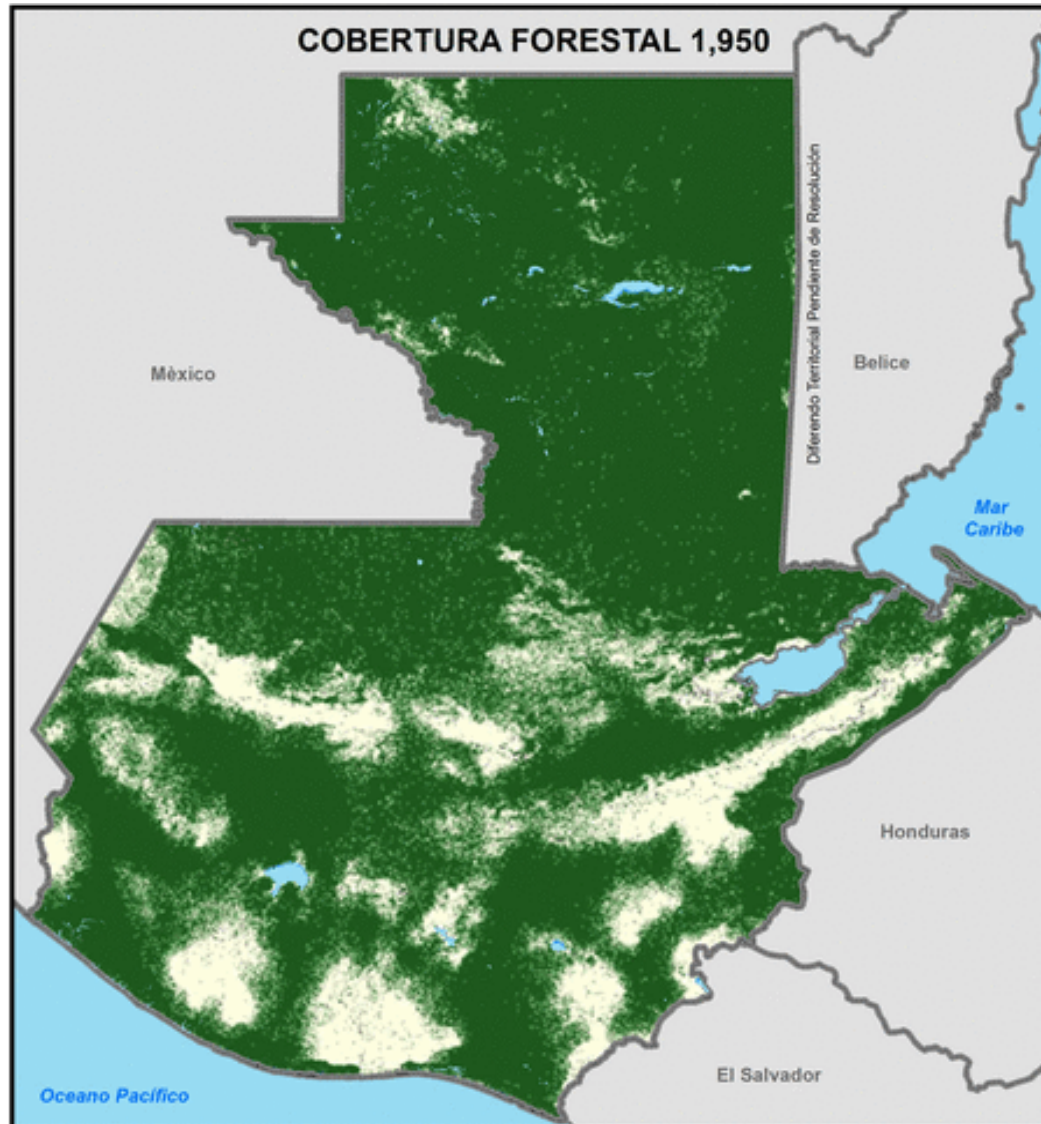 COBERTURA FORESTAL 1,950
Diferendo Territorial Pendiente de Resolución
Mèxico
Belice
Mar
Caribe
Honduras
El Salvador
Oceano Pacífico